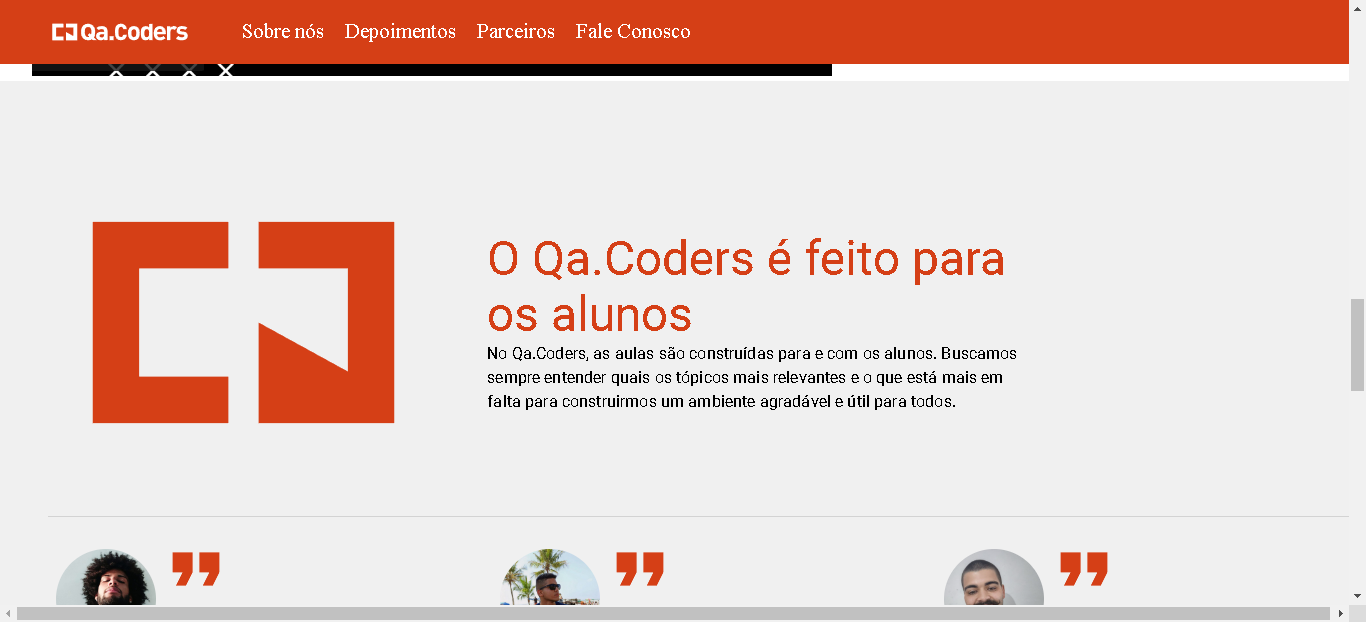 Qa.Coders
Sobre nós Depoimentos Parceiros Fale Conosco
O Qa.Coders é feito para
os alunos
No Qa.Coders, as aulas são construídas para e com os alunos. Buscamos
sempre entender quais os tópicos mais relevantes e o que está mais em
falta para construirmos um ambiente agradável e útil para todos.